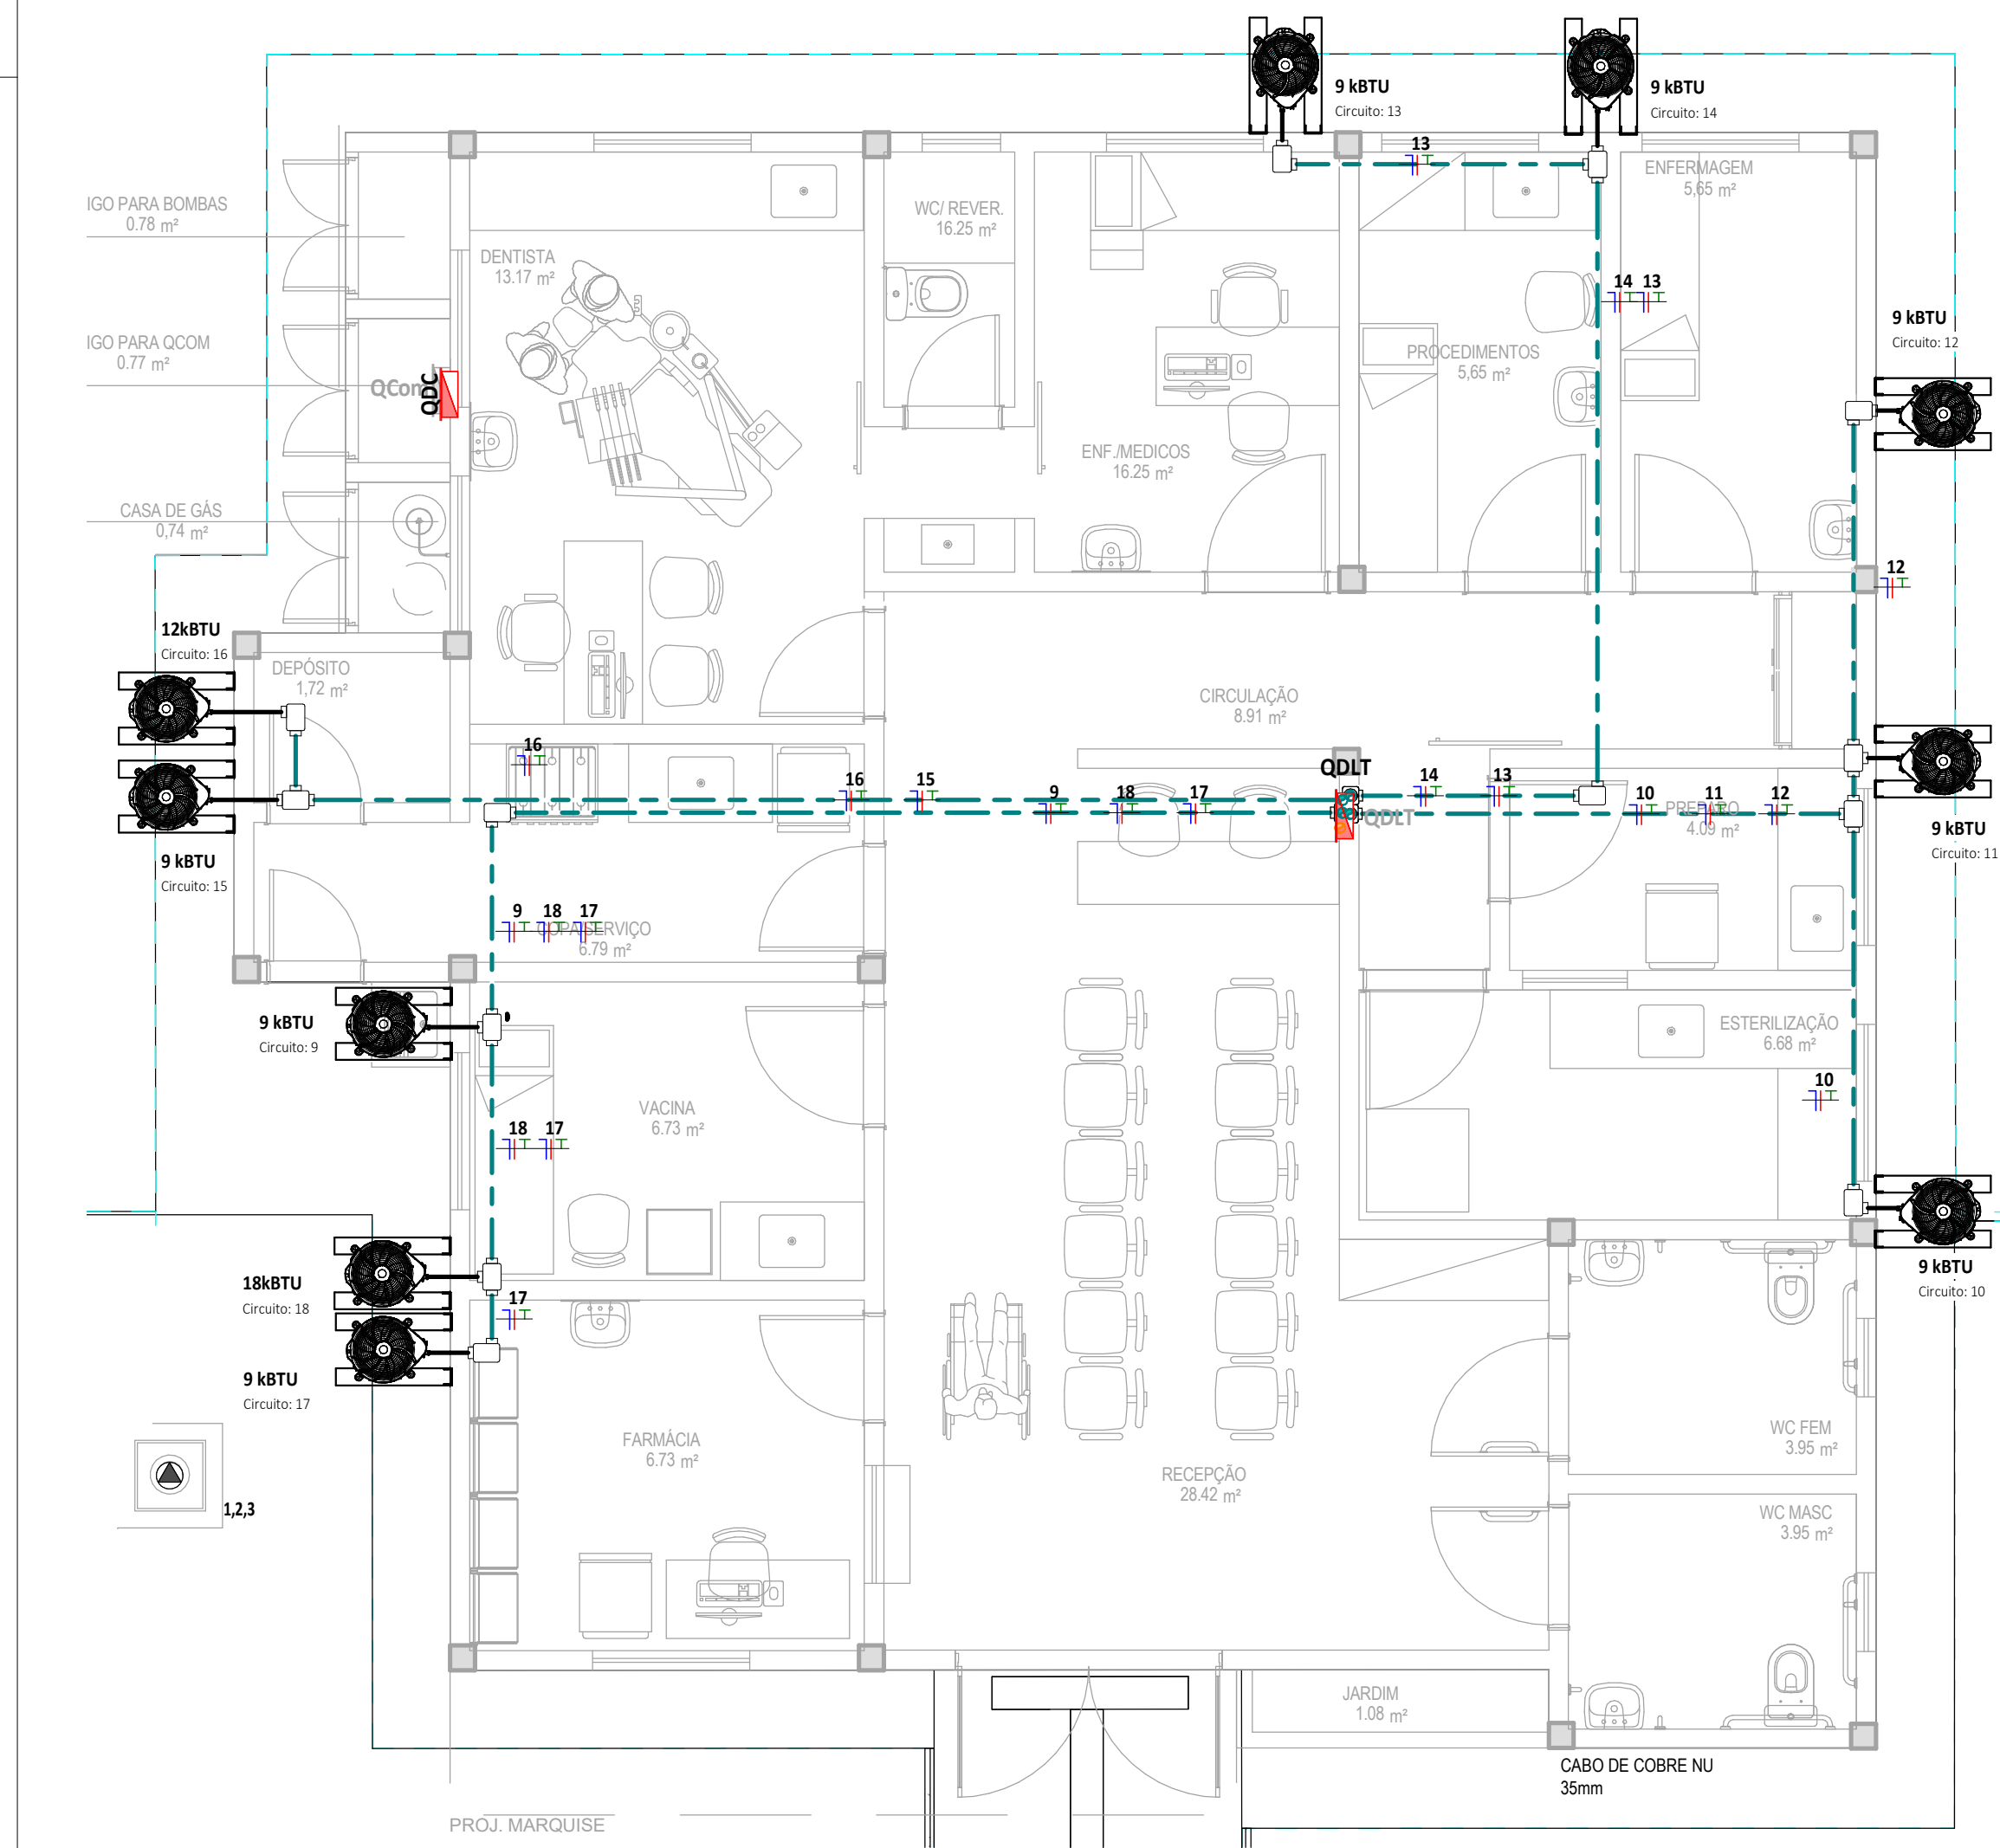 9 kBTU
Circuito: 13
9 kBTU
Circuito: 14
13
ENFERMAGEM
5,65 m²
IGO PARA BOMBAS
0.78 m²
WC/ REVER.
16.25 m²
DENTISTA
13.17 m²
14 13
9 kBTU
Circuito: 12
IGO PARA QCOM
0.77 m²
PROCEDIMENTOS
5,65 m²
QCom
QDC
ENF./MEDICOS
16.25 m²
CASA DE GÁS
0,74 m²
12
12kBTU
Circuito: 16
DEPÓSITO
1,72 m²
CIRCULAÇÃO
8.91 m²
16
QDLT
16 15
9 18 17
14 13
10 11 12
QDLT
PREPARO
4.09 m²
9 kBTU
Circuito: 11
9 kBTU
Circuito: 15
9 18 17
COPA/SERVIÇO
6.79 m²
9 kBTU
Circuito: 9
ESTERILIZAÇÃO
6.68 m²
10
VACINA
6.73 m²
18 17
18kBTU
Circuito: 18
17
9 kBTU
Circuito: 10
9 kBTU
Circuito: 17
FARMÁCIA
6.73 m²
WC FEM
3.95 m²
RECEPÇÃO
28.42 m²
1,2,3
WC MASC
3.95 m²
JARDIM
1.08 m²
CABO DE COBRE NU
35mm
PROJ. MARQUISE